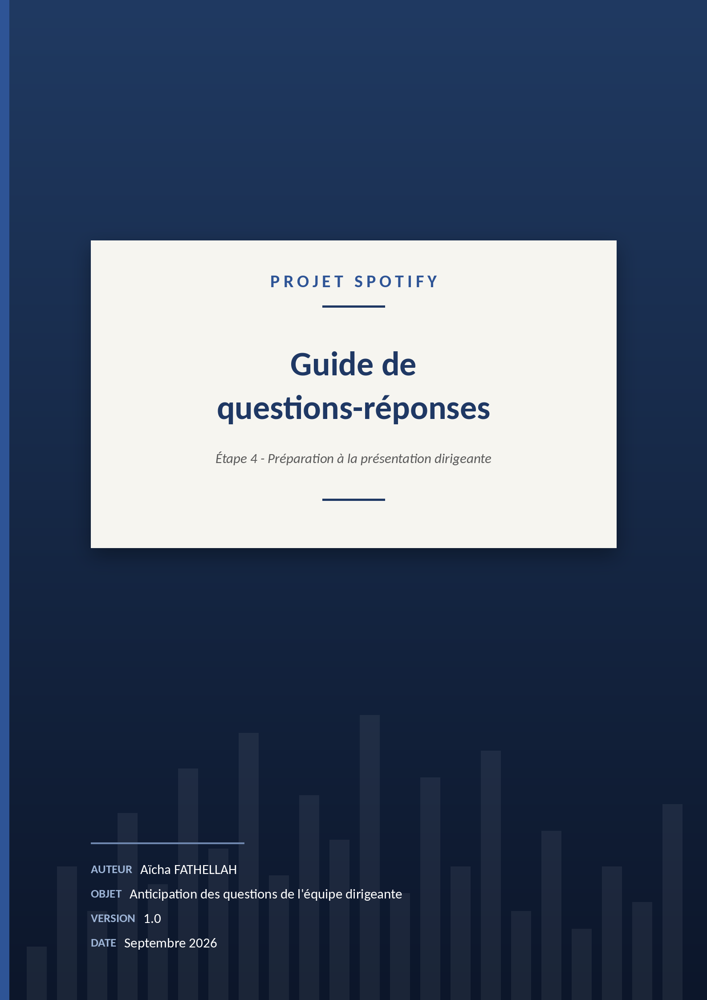 PROJET SPOTIFY
Guide de
questions-réponses
Étape 4 - Préparation à la présentation dirigeante
AUTEUR Aïcha FATHELLAH
OBJET Anticipation des questions de l'équipe dirigeante
VERSION 1.0
DATE Septembre 2026